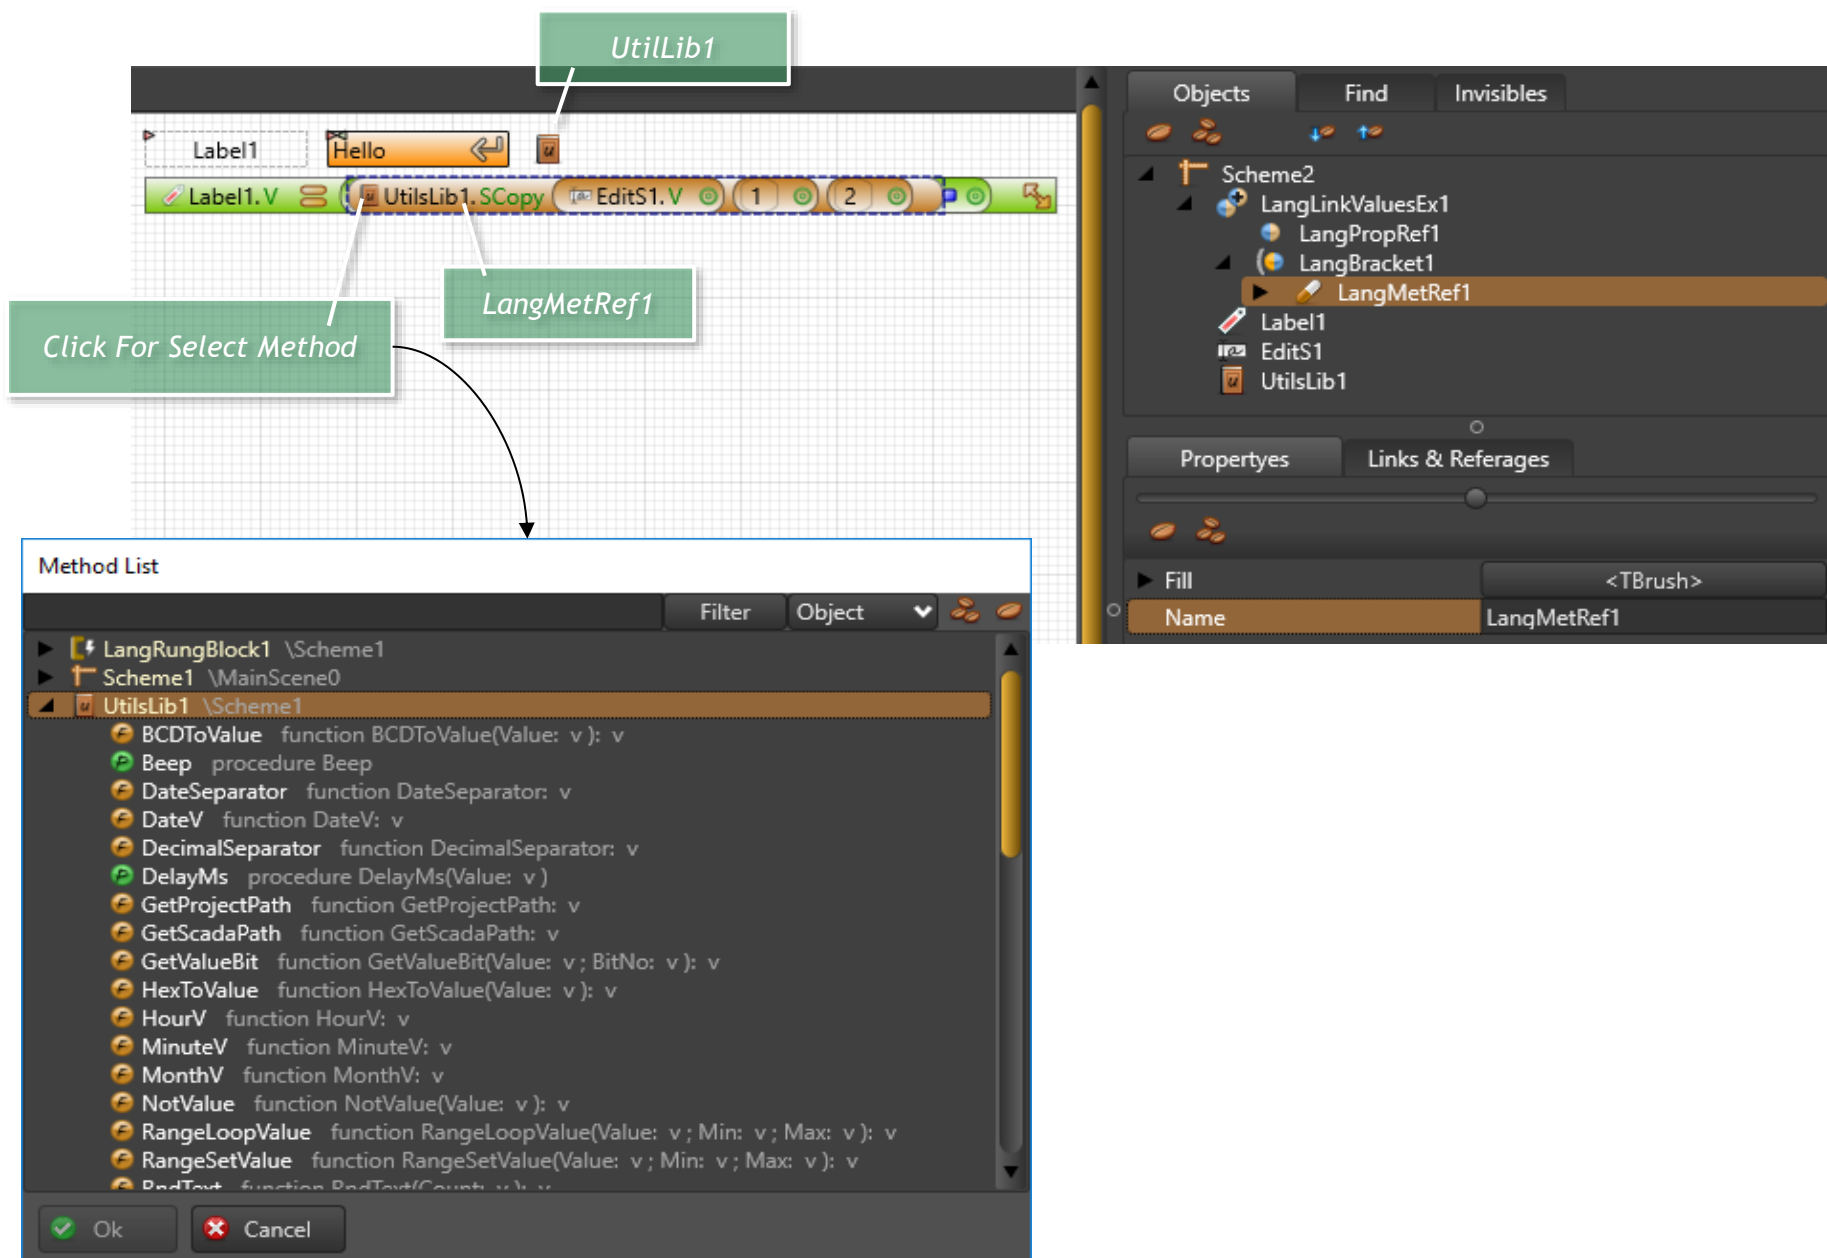 UtilLib1
Label1
Hello
u
Label1.V UtilsLib1.SCopy EditS1.V 1 2
LangMetRef1
Click For Select Method
Objects Find Invisibles
Scheme2
LangLinkValuesEx1
LangPropRef1
LangBracket1
LangMetRef1
Label1
EditS1
UtilsLib1
Propertyes Links & Referages
Fill <TBrush>
Name LangMetRef1
Method List
Filter Object
LangRungBlock1 \Scheme1
Scheme1 \MainScene0
UtilsLib1 \Scheme1
BCDToValue function BCDToValue(Value: v ): v
Beep procedure Beep
DateSeparator function DateSeparator: v
DateV function DateV: v
DecimalSeparator function DecimalSeparator: v
DelayMs procedure DelayMs(Value: v )
GetProjectPath function GetProjectPath: v
GetScadaPath function GetScadaPath: v
GetValueBit function GetValueBit(Value: v ; BitNo: v ): v
HexToValue function HexToValue(Value: v ): v
HourV function HourV: v
MinuteV function MinuteV: v
MonthV function MonthV: v
NotValue function NotValue(Value: v ): v
RangeLoopValue function RangeLoopValue(Value: v ; Min: v ; Max: v ): v
RangeSetValue function RangeSetValue(Value: v ; Min: v ; Max: v ): v
RndText function RndText(Count: v ): v
Ok Cancel